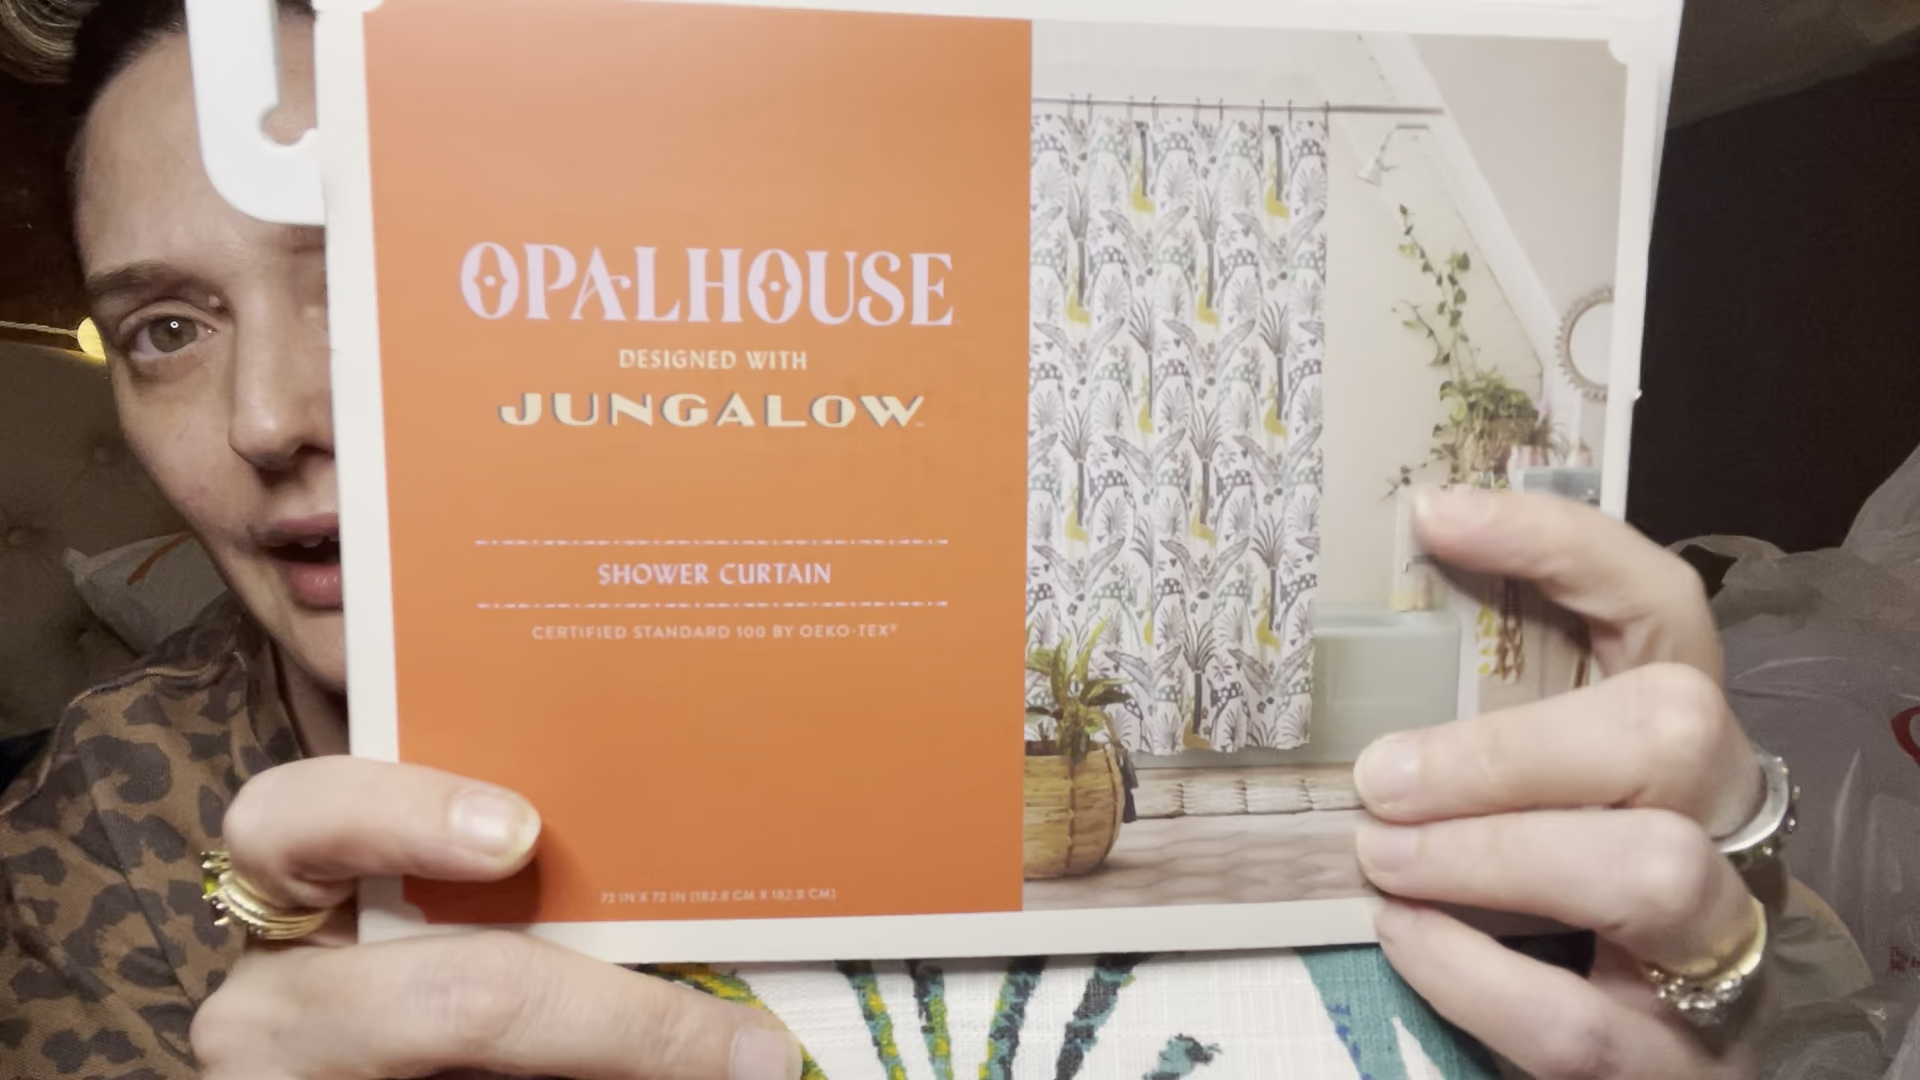 OPALHOUSE
DESIGNED WITH
JUNGALOW
SHOWER CURTAIN
CERTIFIED STANDARD 100 BY OEKO-TEX®
72 IN X 72 IN (182.8 CM X 182.8 CM)